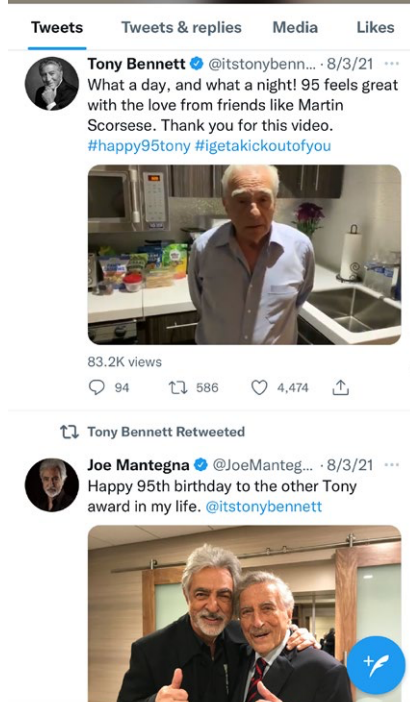 Tweets Tweets & replies Media Likes
Tony Bennett @itstonybenn... · 8/3/21 ...
What a day, and what a night! 95 feels great
with the love from friends like Martin
Scorsese. Thank you for this video.
#happy95tony #igetakickoutofyou
83.2K views
94 586 4,474
Tony Bennett Retweeted
Joe Mantegna @JoeManteg... · 8/3/21 ...
Happy 95th birthday to the other Tony
award in my life. @itstonybennett